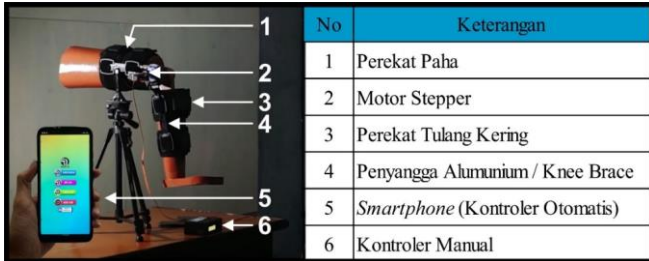 1
2
3
4
5
6
No Keterangan
1 Perekat Paha
2 Motor Stepper
3 Perekat Tulang Kering
4 Penyangga Alumunium / Knee Brace
5 Smartphone (Kontroler Otomatis)
6 Kontroler Manual